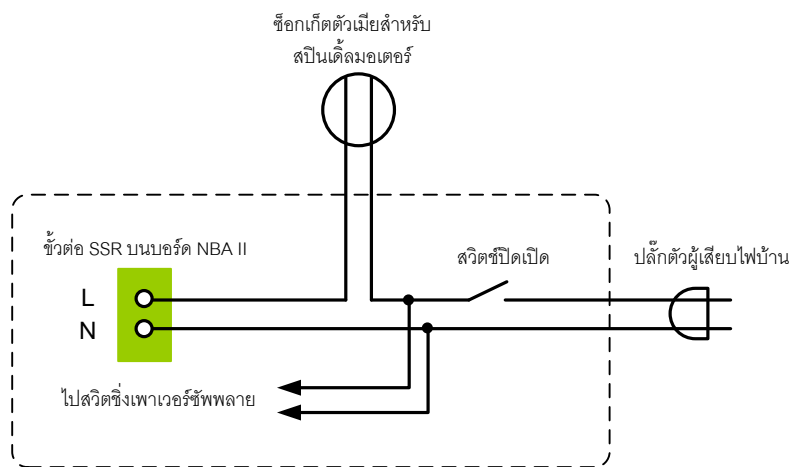 ซ็อกเก็ตตัวเมียสำหรับ
สปินเดิ้ลมอเตอร์
ขั้วต่อ SSR บนบอร์ด NBA II
สวิตช์ปิดเปิด
ปลั๊กตัวผู้เสียบไฟบ้าน
L
N
ไปสวิตชิ่งเพาเวอร์ซัพพลาย